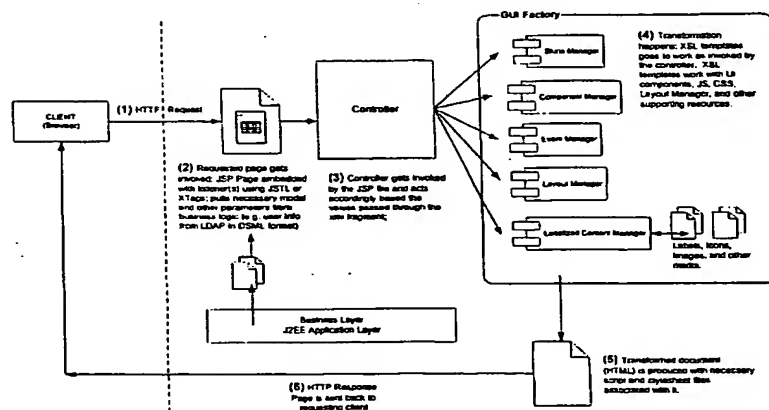 GUI Factory
(4) Transformation
happens: XSL templates
goes to work as invoked by
the controller. XSL
templates work with UI
components, JS, CSS,
Layout Manager, and other
supporting resources.
Manager
Component Manager
Event Manager
Layout Manager
Localized Content Manager
Labels, Icons,
Images, and other
media.
CLIENT
(Browser)
(1) HTTP Request
Controller
(2) Requested page gets
invoked: JSP Page embedded
with listener(s) using JSTL or
XTags; puts necessary model
and other parameters from
business logic (e.g. user info
from LDAP in DSML format)
(3) Controller gets invoked
by the JSP file and acts
accordingly based the
values passed through the
xml fragment;
Business Layer
J2EE Application Layer
(5) Transformed document
(HTML) is produced with necessary
script and stylesheet files
associated with it.
(6) HTTP Response
Page is sent back to
requesting client